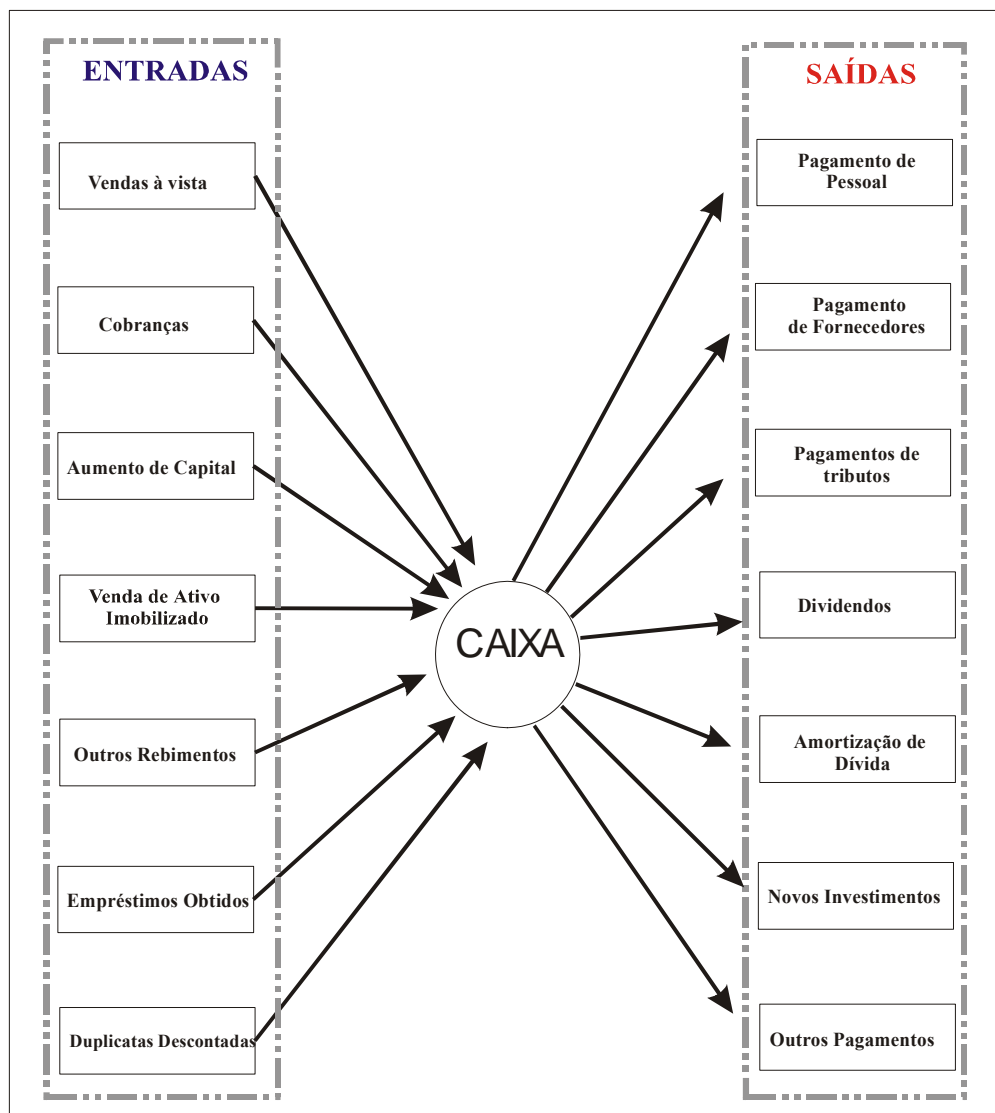 ENTRADAS
Vendas à vista
Cobranças
Aumento de Capital
Venda de Ativo
Imobilizado
Outros Rebimentos
Empréstimos Obtidos
Duplicatas Descontadas
CAIXA
SAÍDAS
Pagamento de
Pessoal
Pagamento
de Fornecedores
Pagamentos de
tributos
Dividendos
Amortização de
Dívida
Novos Investimentos
Outros Pagamentos